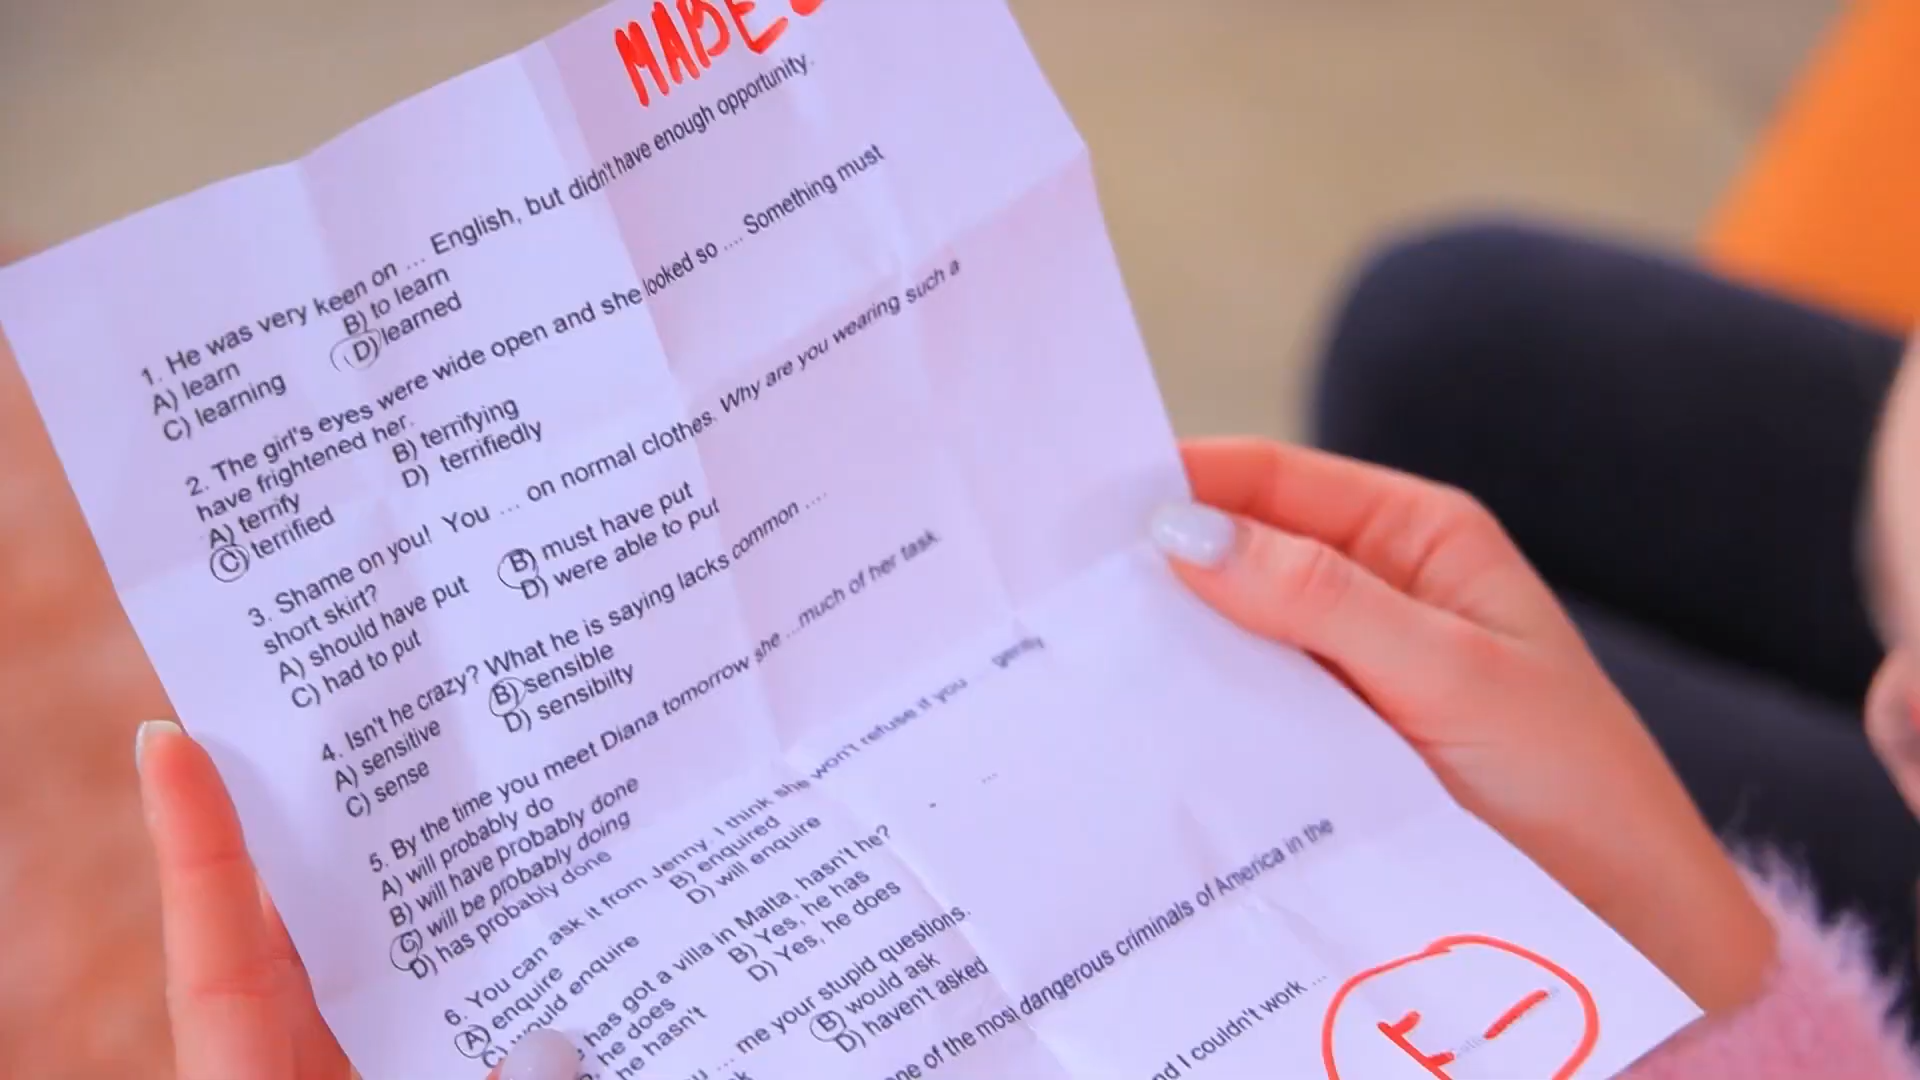 MABE
1. He was very keen on ... English, but didn't have enough opportunity.
A) learn B) to learn
C) learning D) learned
2. The girl's eyes were wide open and she looked so .... Something must
have frightened her.
A) terrify B) terrifying
C) terrified D) terrifiedly
3. Shame on you! You ... on normal clothes. Why are you wearing such a
short skirt?
A) should have put B) must have put
C) had to put D) were able to put
4. Isn't he crazy? What he is saying lacks common ....
A) sensitive B) sensible
C) sense D) sensibilty
5. By the time you meet Diana tomorrow she ...much of her task.
A) will probably do
B) will have probably done
C) will be probably doing
D) has probably done
6. You can ask it from Jenny. I think she won't refuse if you ... gently
A) enquire B) enquired
C) would enquire D) will enquire
has got a villa in Malta, hasn't he?
he does B) Yes, he has
he hasn't D) Yes, he does
... me your stupid questions.
B) would ask
D) haven't asked
one of the most dangerous criminals of America in the
and I couldn't work ...
F-